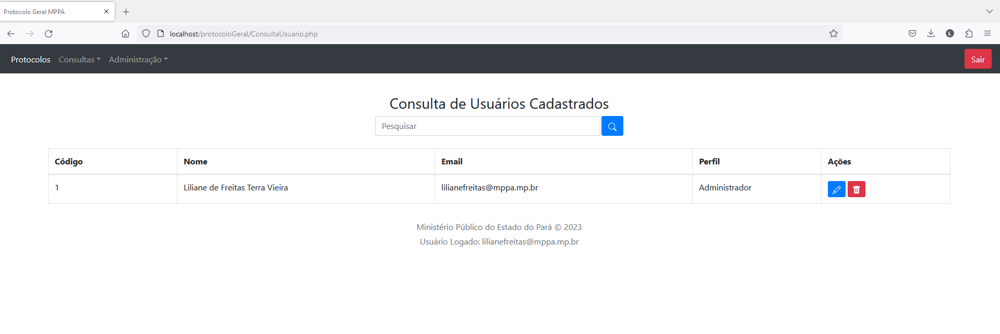 Protocolo Geral MPPA
localhost/protocoloGeral/ConsultaUsuario.php
L
Protocolos Consultas Administração Sair
Consulta de Usuários Cadastrados
Pesquisar
Código Nome Email Perfil Ações
1 Liliane de Freitas Terra Vieira lilianefreitas@mppa.mp.br Administrador
Ministério Público do Estado do Pará © 2023
Usuário Logado: lilianefreitas@mppa.mp.br